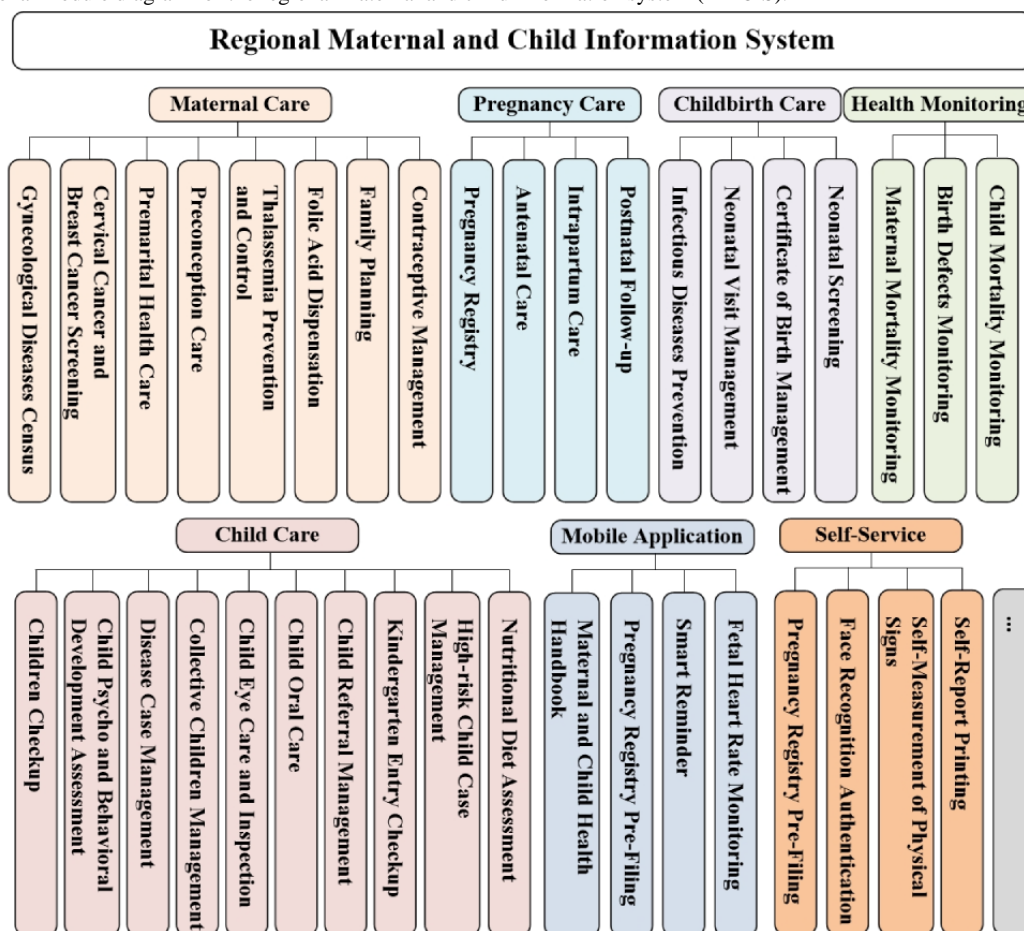 Regional Maternal and Child Information System
Maternal Care
Pregnancy Care
Childbirth Care
Health Monitoring
Gynecological Diseases Census
Cervical Cancer and
Breast Cancer Screening
Premarital Health Care
Preconception Care
Thalassemia Prevention
and Control
Folic Acid Dispensation
Family Planning
Contraceptive Management
Pregnancy Registry
Antenatal Care
Intrapartum Care
Postnatal Follow-up
Infectious Diseases Prevention
Neonatal Visit Management
Certificate of Birth Management
Neonatal Screening
Maternal Mortality Monitoring
Birth Defects Monitoring
Child Mortality Monitoring
Child Care
Mobile Application
Self-Service
Children Checkup
Child Psycho and Behavioral
Development Assessment
Disease Case Management
Collective Children Management
Child Eye Care and Inspection
Child Oral Care
Child Referral Management
Kindergarten Entry Checkup
High-risk Child Case
Management
Nutritional Diet Assessment
Maternal and Child Health
Handbook
Pregnancy Registry Pre-Filing
Smart Reminder
Fetal Heart Rate Monitoring
Pregnancy Registry Pre-Filing
Face Recognition Authentication
Self-Measurement of Physical
Signs
Self-Report Printing
...